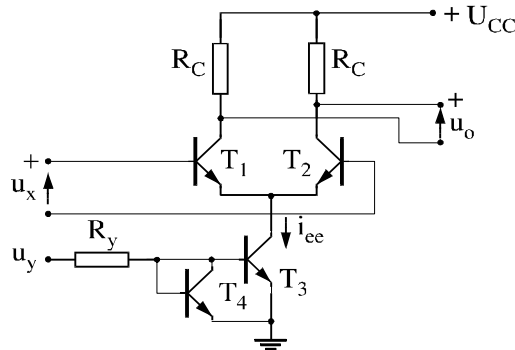 + U_CC
R_C R_C
+
u_o
+ T_1 T_2
u_x
R_y i_ee
u_y
T_4 T_3